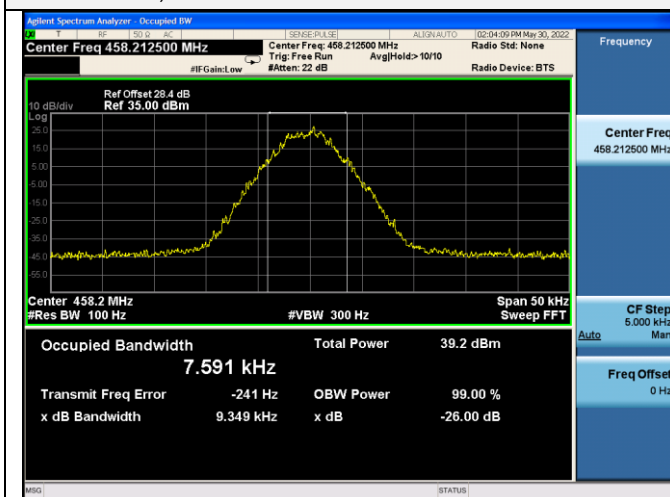 Agilent Spectrum Analyzer - Occupied BW
T RF 50 Ω AC SENSE:PULSE ALIGN AUTO 02:04:09 PM May 30, 2022
Center Freq 458.212500 MHz
Center Freq: 458.212500 MHz
Radio Std: None
Trig: Free Run Avg|Hold:> 10/10
#IFGain:Low #Atten: 22 dB
Radio Device: BTS
Frequency
Ref Offset 28.4 dB
10 dB/div Ref 35.00 dBm
Log
25.0
15.0
5.00
-5.00
-15.0
-25.0
-35.0
-45.0
-55.0
Center 458.2 MHz Span 50 kHz
#Res BW 100 Hz #VBW 300 Hz Sweep FFT
Occupied Bandwidth Total Power 39.2 dBm
7.591 kHz
Transmit Freq Error -241 Hz OBW Power 99.00 %
x dB Bandwidth 9.349 kHz x dB -26.00 dB
Center Freq
458.212500 MHz
CF Step
5.000 kHz
Auto Man
Freq Offset
0 Hz
MSG STATUS